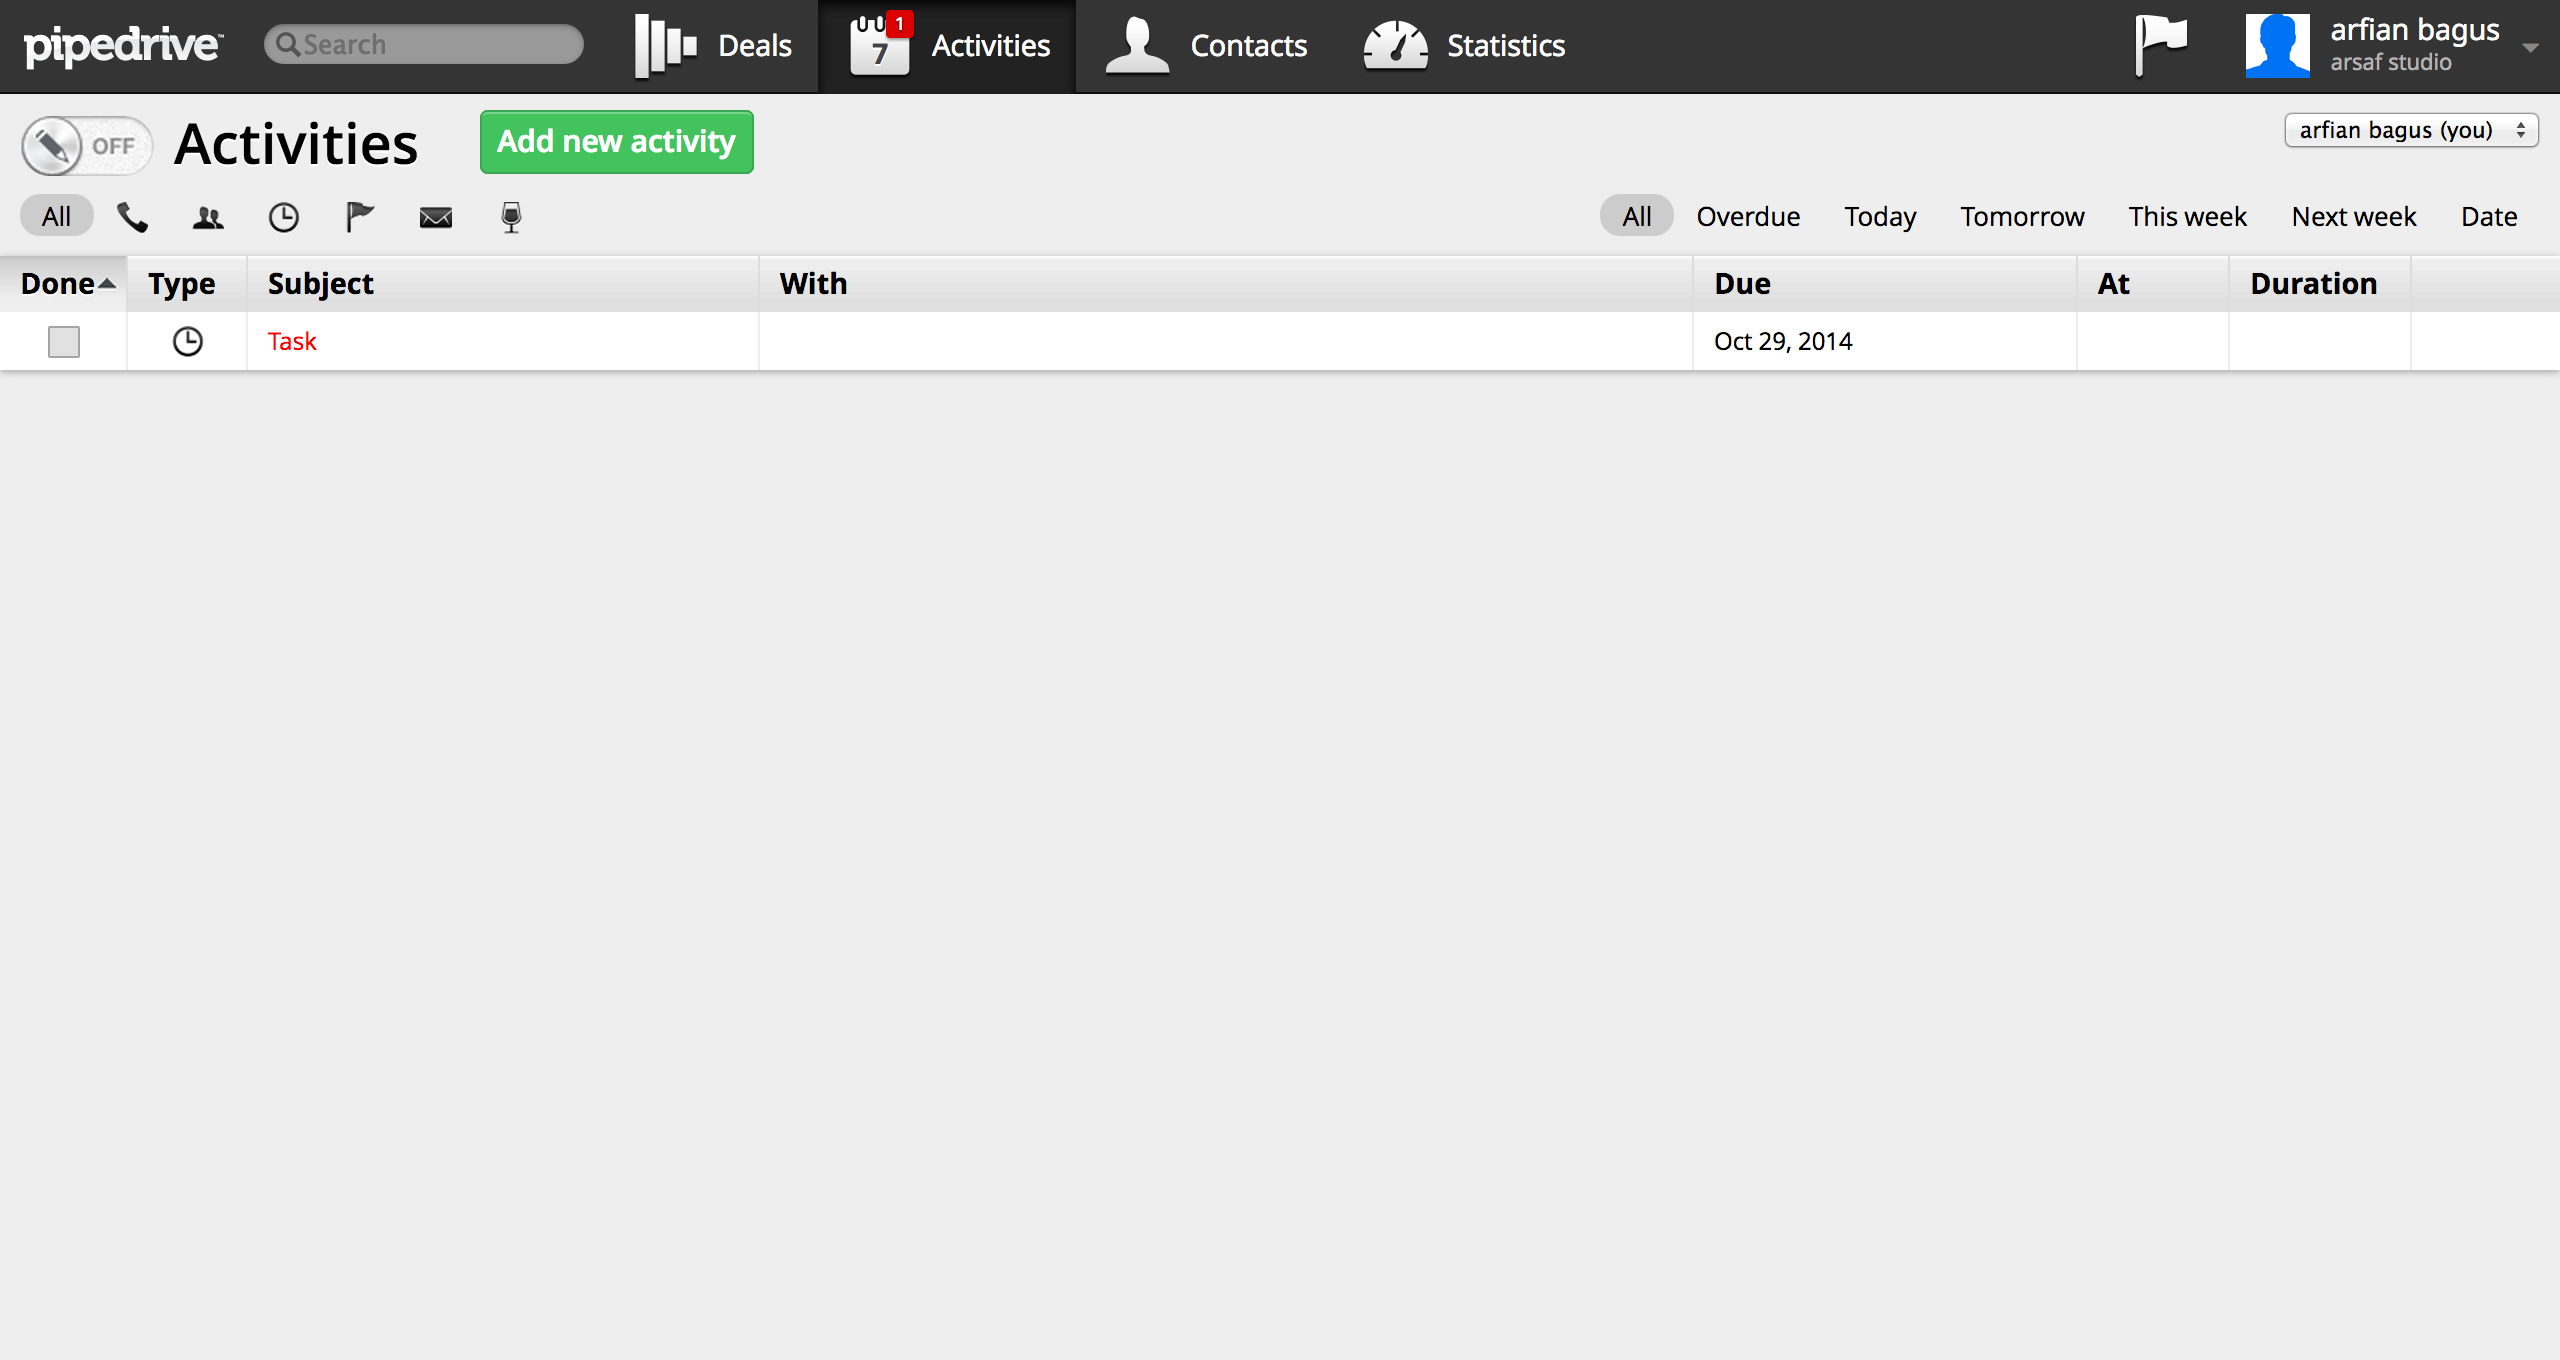 pipedrive™
Search
Deals
1
7
Activities
Contacts
Statistics
arfian bagus
arsaf studio
OFF
Activities
Add new activity
arfian bagus (you)
All
All
Overdue
Today
Tomorrow
This week
Next week
Date
Done
Type
Subject
With
Due
At
Duration
Task
Oct 29, 2014